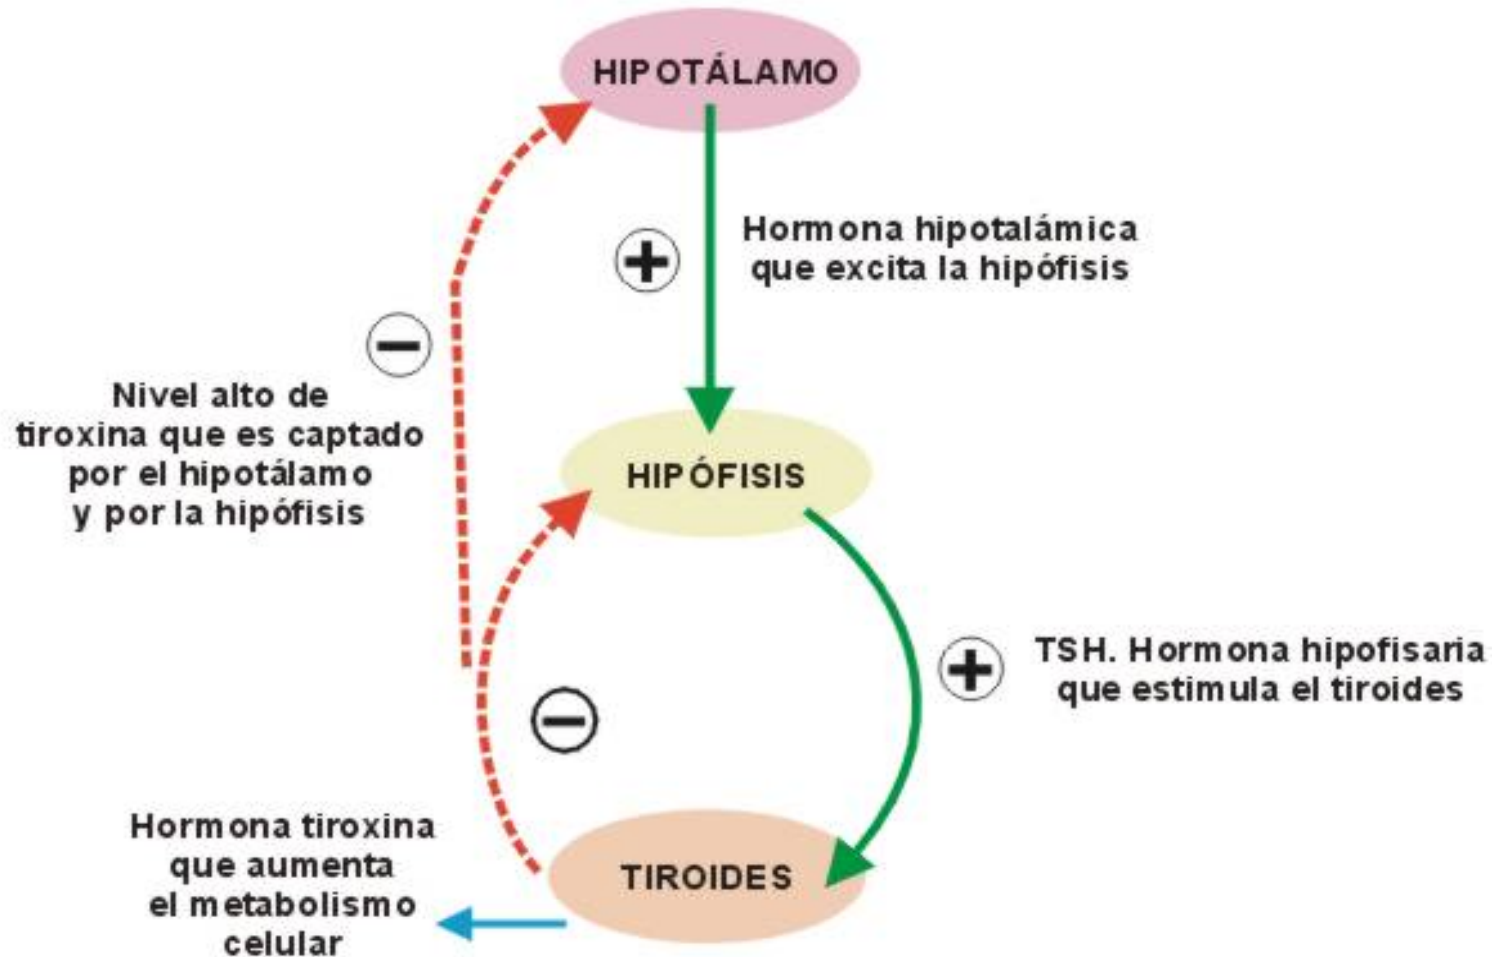 HIPOTÁLAMO
Hormona hipotalámica
que excita la hipófisis
+
−
Nivel alto de
tiroxina que es captado
por el hipotálamo
y por la hipófisis
HIPÓFISIS
+
TSH. Hormona hipofisaria
que estimula el tiroides
−
Hormona tiroxina
que aumenta
el metabolismo
celular
TIROIDES